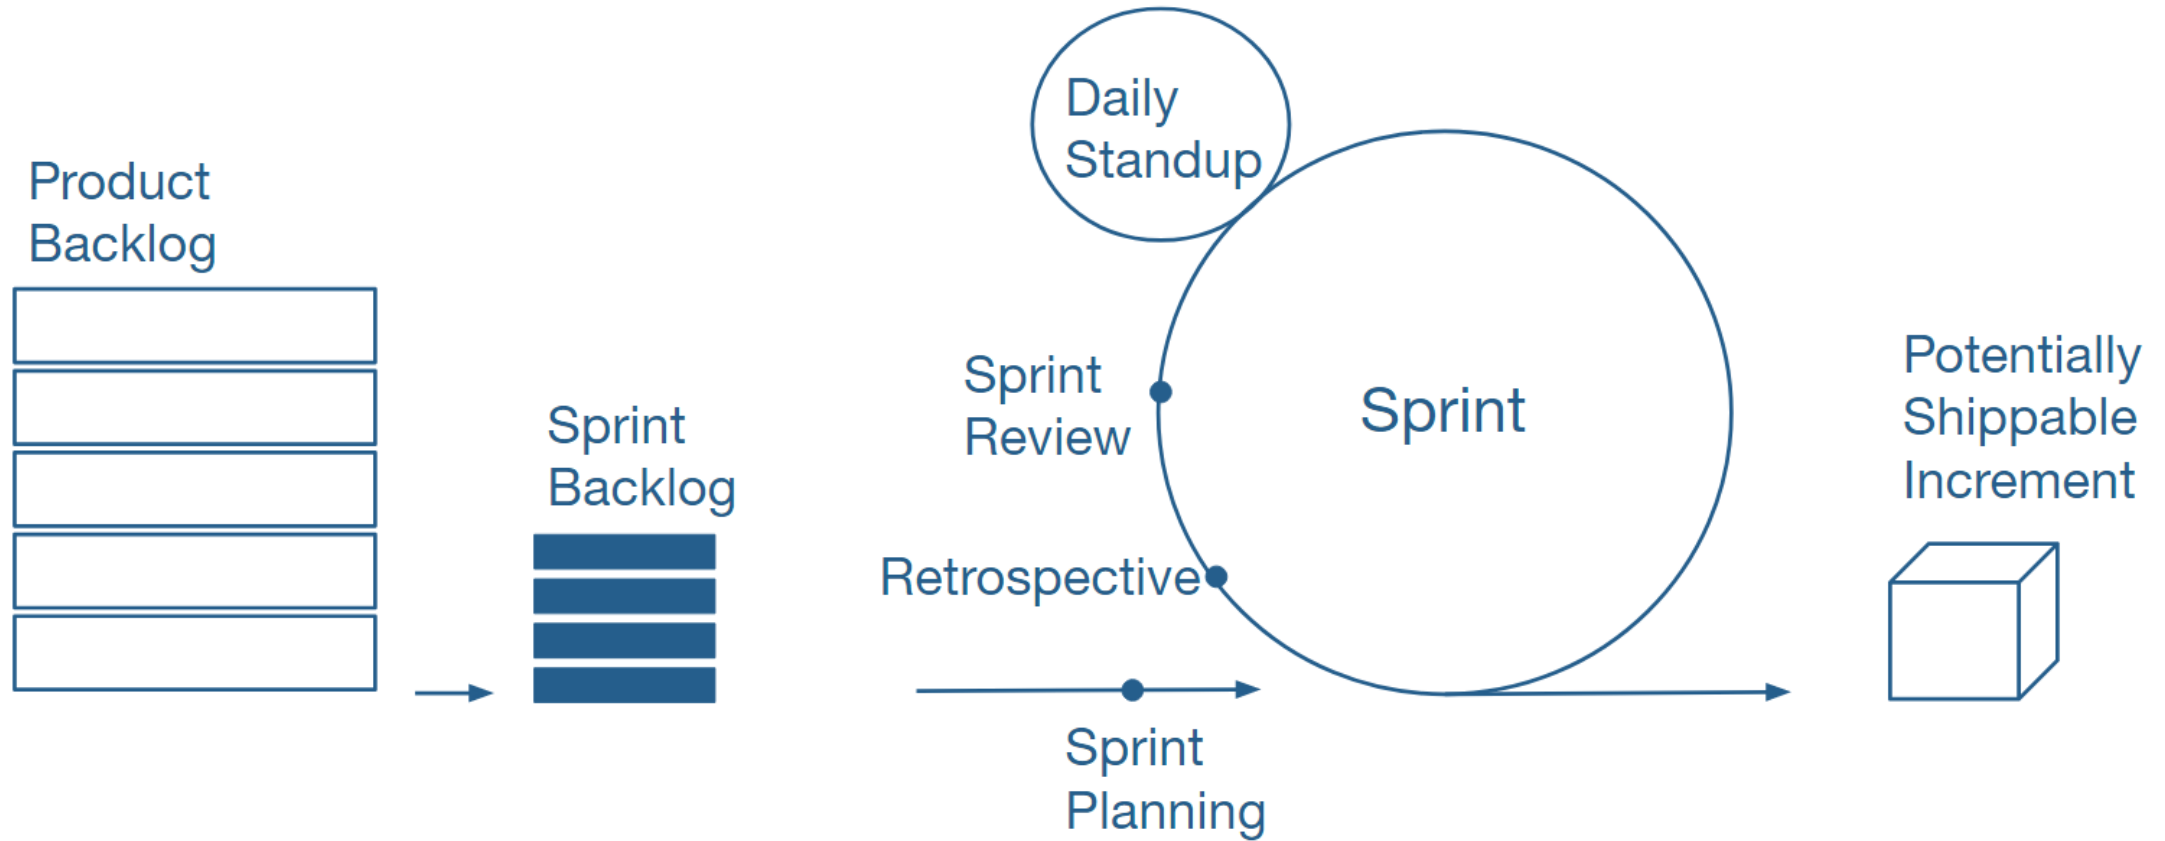 Product
Backlog
Sprint
Backlog
Daily
Standup
Sprint
Review
Retrospective
Sprint
Planning
Sprint
Potentially
Shippable
Increment